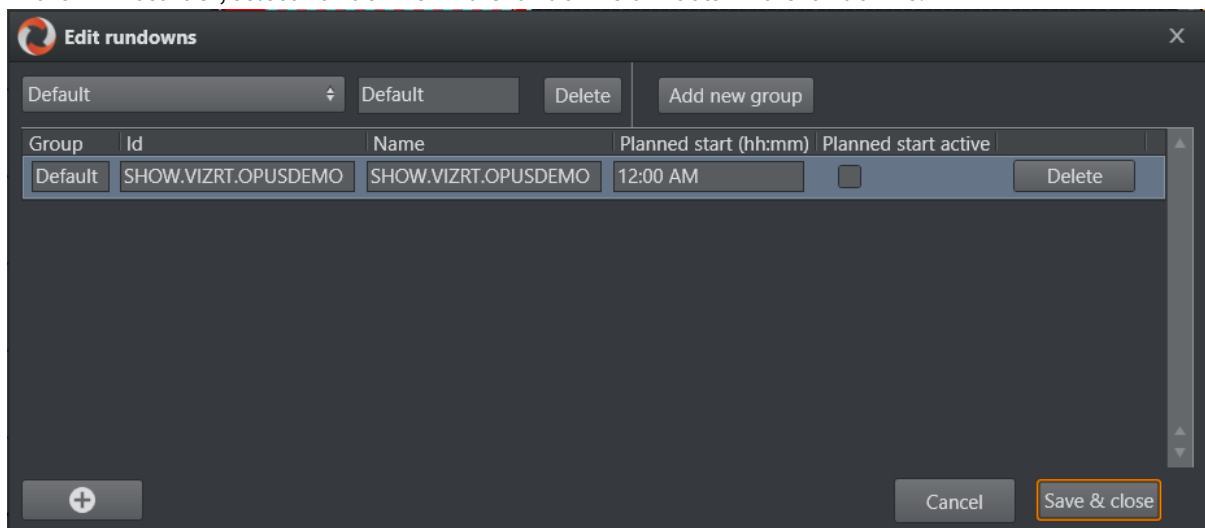 Edit rundowns X
Default Default Delete Add new group
Group Id Name Planned start (hh:mm) Planned start active
Default SHOW.VIZRT.OPUSDEMO SHOW.VIZRT.OPUSDEMO 12:00 AM Delete
Cancel Save & close